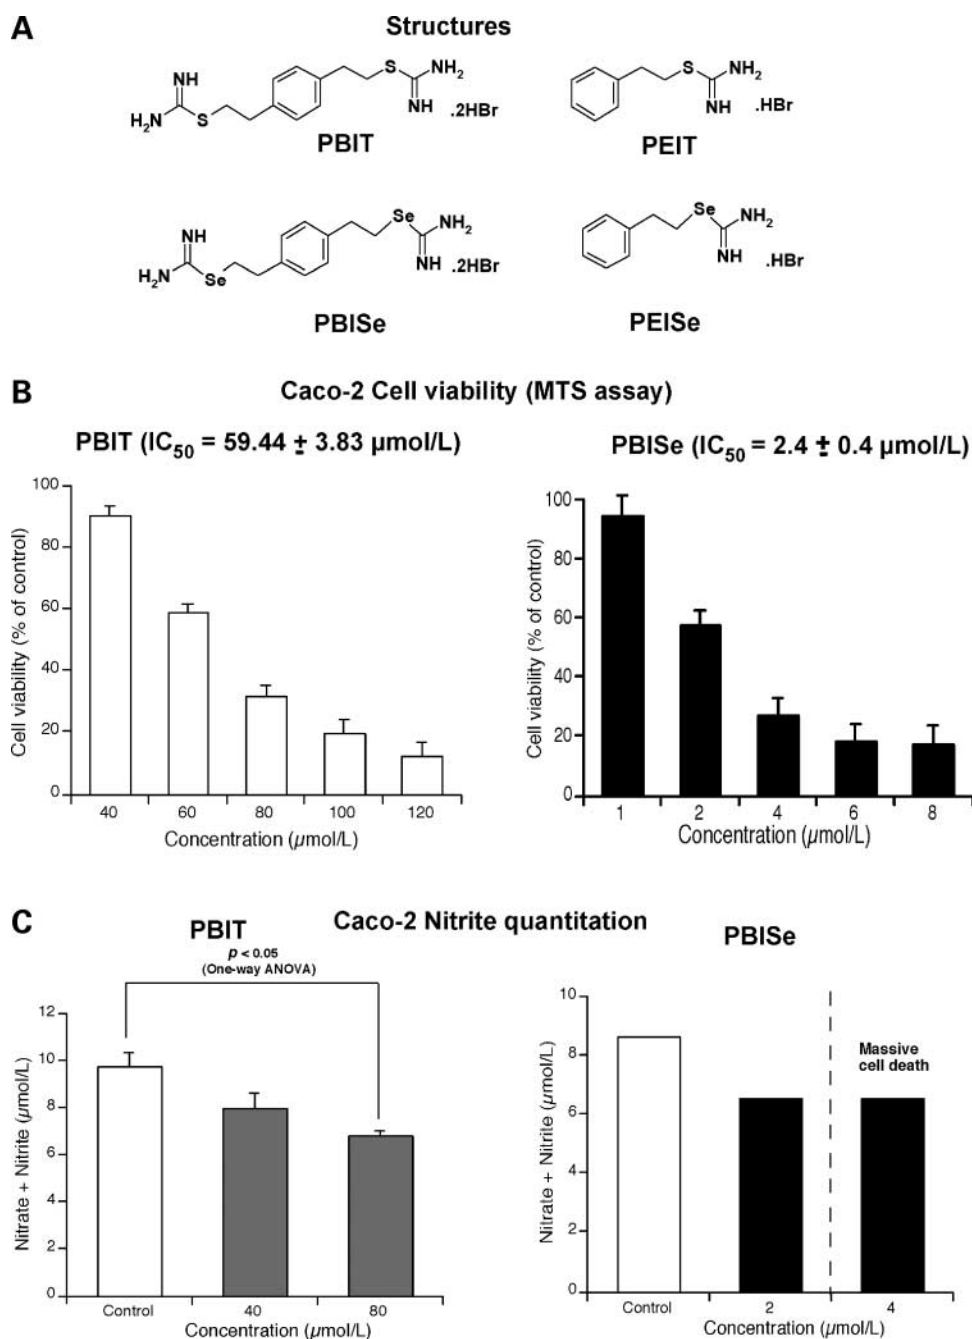 A
Structures
NH
H₂N
S
S
NH₂
NH
.2HBr
PBIT
S
NH₂
NH
.HBr
PEIT
NH
H₂N
Se
Se
NH₂
NH
.2HBr
PBISe
Se
NH₂
NH
.HBr
PEISe
B
Caco-2 Cell viability (MTS assay)
PBIT (IC₅₀ = 59.44 ± 3.83 µmol/L)
Cell viability (% of control)
100
80
60
40
20
0
40 60 80 100 120
Concentration (µmol/L)
PBISe (IC₅₀ = 2.4 ± 0.4 µmol/L)
Cell viability (% of control)
100
80
60
40
20
0
1 2 4 6 8
Concentration (µmol/L)
C
Caco-2 Nitrite quantitation
PBIT
p < 0.05
(One-way ANOVA)
Nitrate + Nitrite (µmol/L)
12
10
8
6
4
2
0
Control 40 80
Concentration (µmol/L)
PBISe
Nitrate + Nitrite (µmol/L)
10
8
6
4
2
0
Massive
cell death
Control 2 4
Concentration (µmol/L)